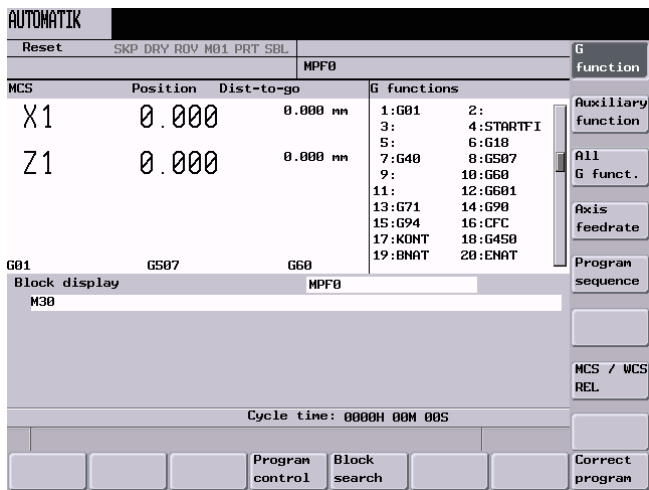 AUTOMATIK
Reset
SKP DRY ROV M01 PRT SBL
MPF0
G
function
MCS Position Dist-to-go
X1 0.000 0.000 mm
Z1 0.000 0.000 mm
G01 G507 G60
G functions
1:G01 2:
3: 4:STARTFI
5: 6:G18
7:G40 8:G507
9: 10:G60
11: 12:G601
13:G71 14:G90
15:G94 16:CFC
17:KONT 18:G450
19:BNAT 20:ENAT
Auxiliary
function
All
G funct.
Axis
feedrate
Program
sequence
MCS / WCS
REL
Block display MPF0
M30
Cycle time: 0000H 00M 00S
Program
control
Block
search
Correct
program